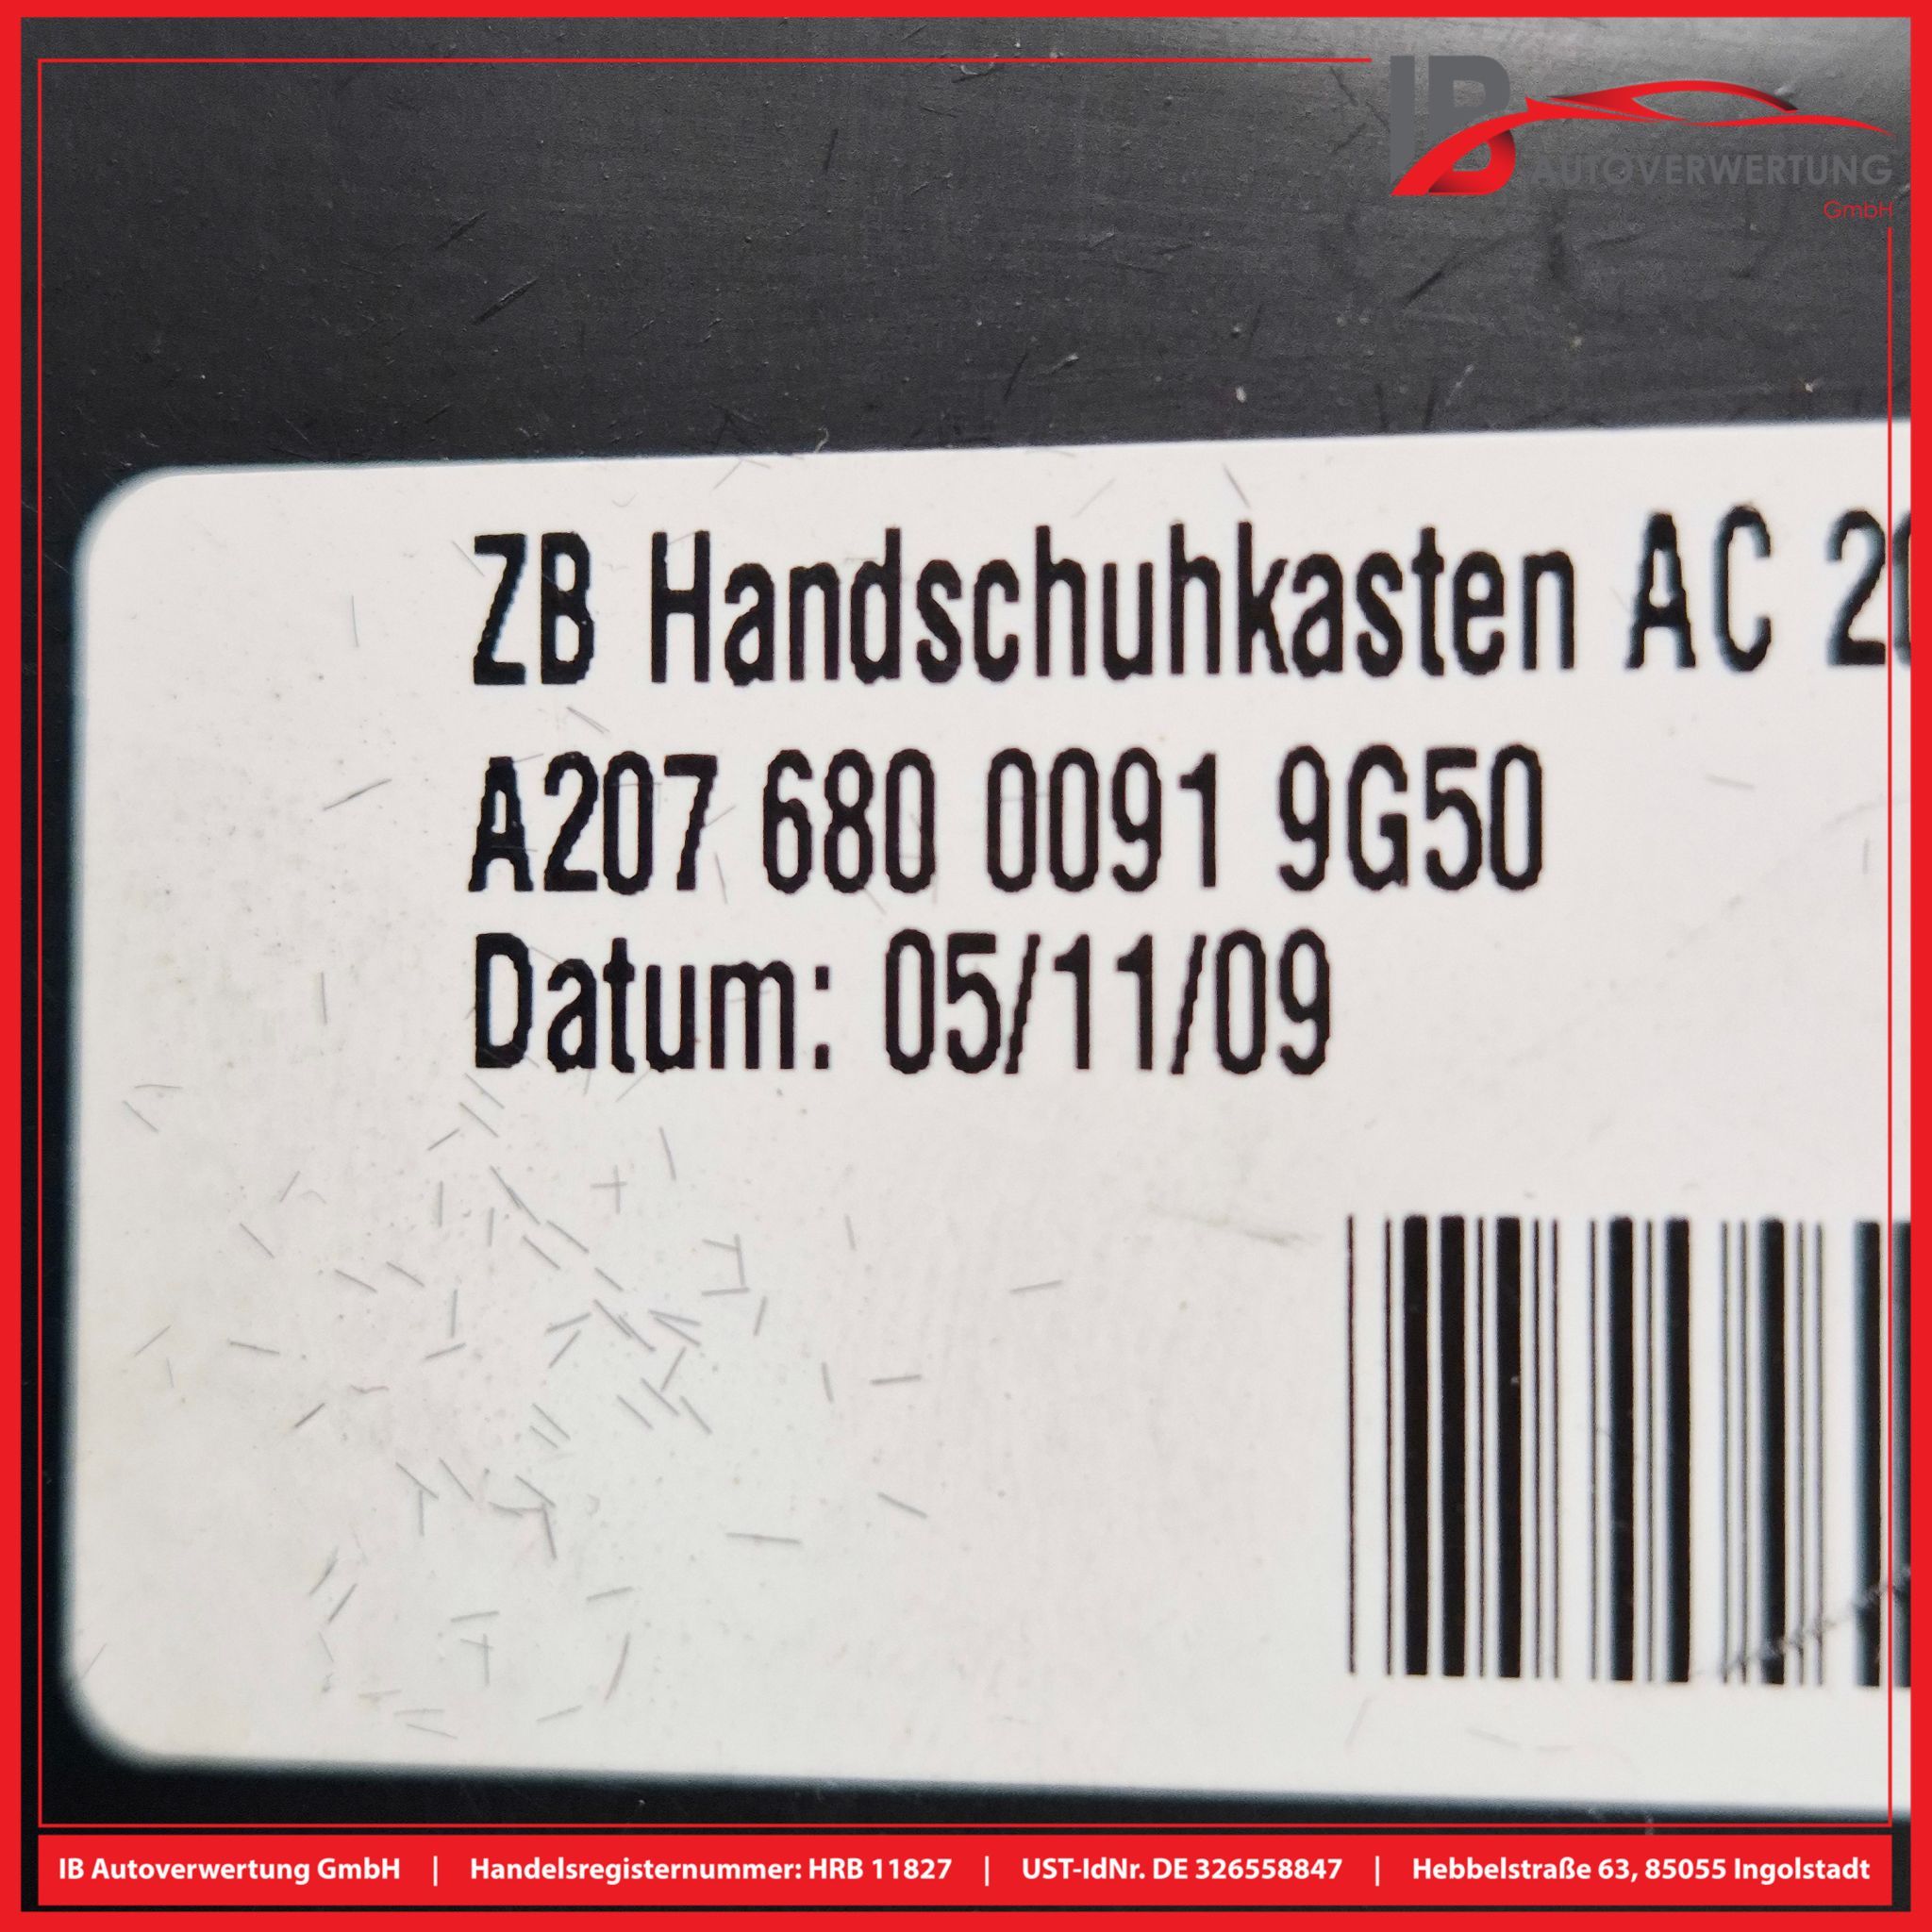 IB AUTOVERWERTUNG
GmbH
ZB Handschuhkasten AC
A207 680 0091 9G50
Datum: 05/11/09
IB Autoverwertung GmbH | Handelsregisternummer: HRB 11827 | UST-IdNr. DE 326558847 | Hebbelstraße 63, 85055 Ingolstadt